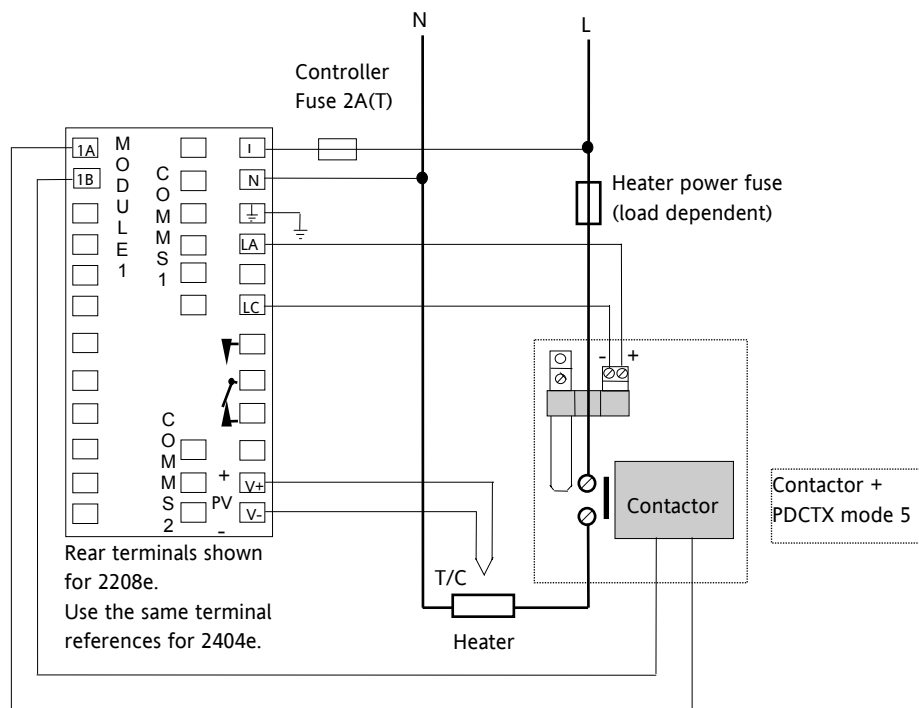 N
L
Controller
Fuse 2A(T)
Heater power fuse
(load dependent)
1A
1B
MODULE1
COMMS1
COMMS2
I
N
LA
LC
- +
+
PV
-
V+
V-
T/C
Heater
Contactor
Contactor +
PDCTX mode 5
Rear terminals shown
for 2208e.
Use the same terminal
references for 2404e.